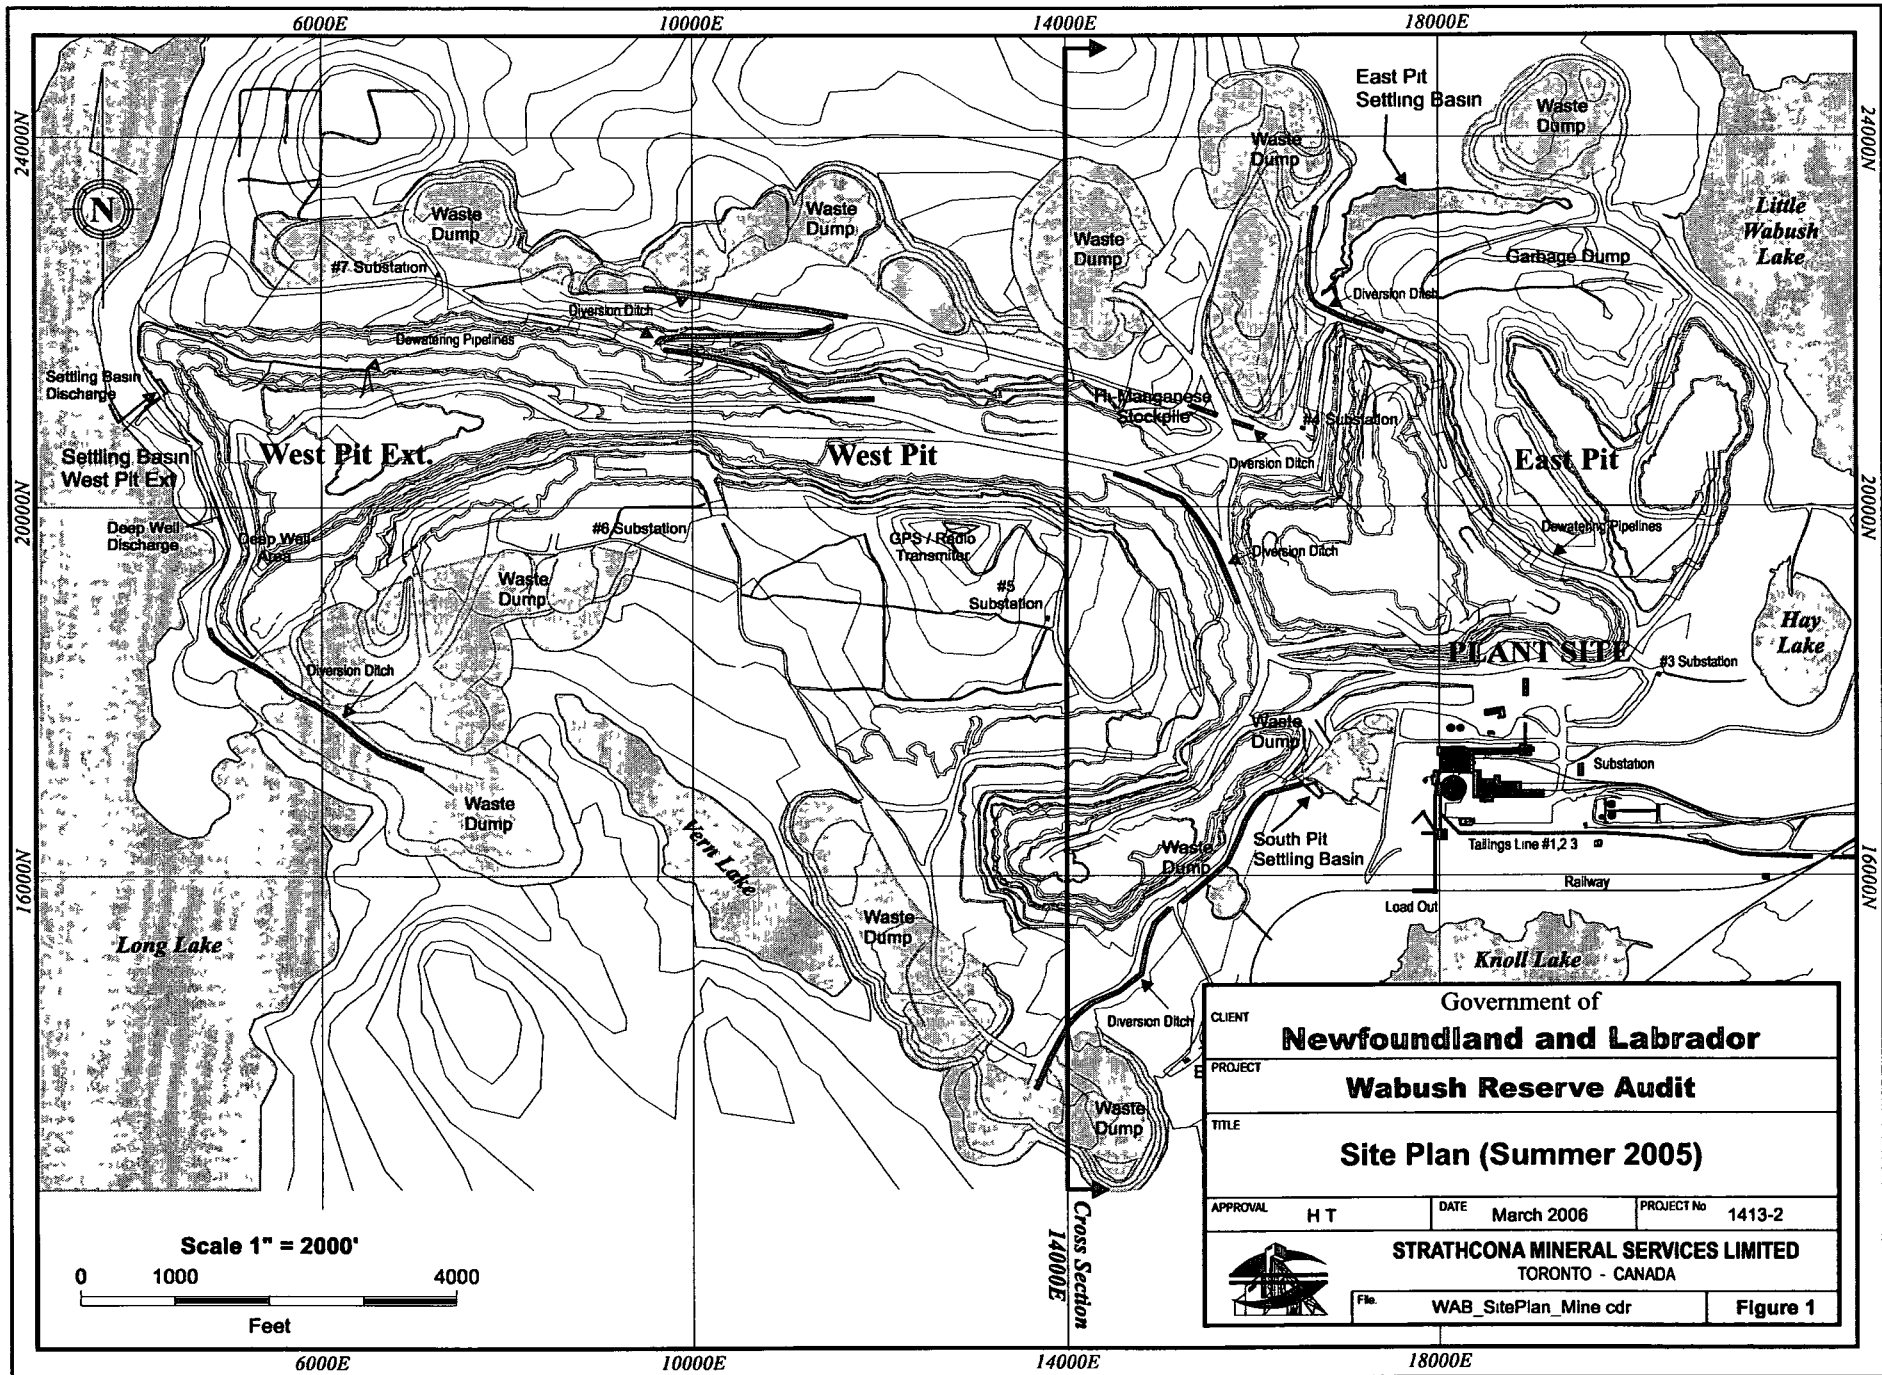 6000E
10000E
14000E
18000E
East Pit
Settling Basin
Waste
Dump
24000N
24000N
Waste
Dump
N
Waste
Dump
Waste
Dump
Waste
Dump
Little
Wabush
Lake
#7 Substation
Garbage Dump
Diversion Ditch
Diversion Ditch
Dewatering Pipelines
Settling Basin
Discharge
Hi-Manganese
Stockpile
#4 Substation
Settling Basin
West Pit Ext
West Pit Ext.
West Pit
Diversion Ditch
East Pit
20000N
20000N
Deep Well
Discharge
Deep Well
Area
#6 Substation
GPS / Radio
Transmiter
Dewatering Pipelines
Diversion Ditch
Waste
Dump
#5
Substation
Hay
Lake
PLANT SITE
#3 Substation
Diversion Ditch
Waste
Dump
Substation
Waste
Dump
Vern Lake
South Pit
Settling Basin
Waste
Dump
Tailings Line #1,2 3
16000N
16000N
Railway
Load Out
Waste
Dump
Long Lake
Knoll Lake
Diversion Ditch
Waste
Dump
CLIENT
Government of
Newfoundland and Labrador
PROJECT
Wabush Reserve Audit
TITLE
Site Plan (Summer 2005)
APPROVAL H T DATE March 2006 PROJECT No 1413-2
STRATHCONA MINERAL SERVICES LIMITED
TORONTO - CANADA
File. WAB_SitePlan_Mine cdr Figure 1
Cross Section
14000E
Scale 1" = 2000'
0 1000 4000
Feet
6000E
10000E
14000E
18000E